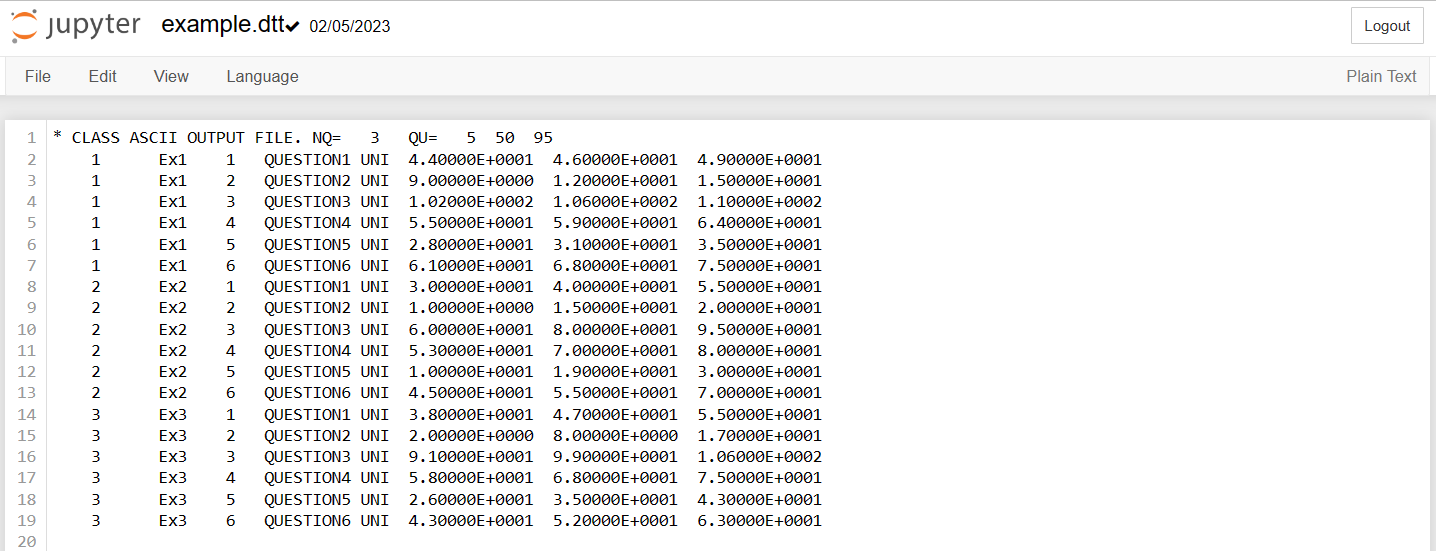 jupyter example.dtt✔ 02/05/2023 Logout
File Edit View Language Plain Text
1 * CLASS ASCII OUTPUT FILE. NQ= 3 QU= 5 50 95
2 1 Ex1 1 QUESTION1 UNI 4.40000E+0001 4.60000E+0001 4.90000E+0001
3 1 Ex1 2 QUESTION2 UNI 9.00000E+0000 1.20000E+0001 1.50000E+0001
4 1 Ex1 3 QUESTION3 UNI 1.02000E+0002 1.06000E+0002 1.10000E+0002
5 1 Ex1 4 QUESTION4 UNI 5.50000E+0001 5.90000E+0001 6.40000E+0001
6 1 Ex1 5 QUESTION5 UNI 2.80000E+0001 3.10000E+0001 3.50000E+0001
7 1 Ex1 6 QUESTION6 UNI 6.10000E+0001 6.80000E+0001 7.50000E+0001
8 2 Ex2 1 QUESTION1 UNI 3.00000E+0001 4.00000E+0001 5.50000E+0001
9 2 Ex2 2 QUESTION2 UNI 1.00000E+0000 1.50000E+0001 2.00000E+0001
10 2 Ex2 3 QUESTION3 UNI 6.00000E+0001 8.00000E+0001 9.50000E+0001
11 2 Ex2 4 QUESTION4 UNI 5.30000E+0001 7.00000E+0001 8.00000E+0001
12 2 Ex2 5 QUESTION5 UNI 1.00000E+0001 1.90000E+0001 3.00000E+0001
13 2 Ex2 6 QUESTION6 UNI 4.50000E+0001 5.50000E+0001 7.00000E+0001
14 3 Ex3 1 QUESTION1 UNI 3.80000E+0001 4.70000E+0001 5.50000E+0001
15 3 Ex3 2 QUESTION2 UNI 2.00000E+0000 8.00000E+0000 1.70000E+0001
16 3 Ex3 3 QUESTION3 UNI 9.10000E+0001 9.90000E+0001 1.06000E+0002
17 3 Ex3 4 QUESTION4 UNI 5.80000E+0001 6.80000E+0001 7.50000E+0001
18 3 Ex3 5 QUESTION5 UNI 2.60000E+0001 3.50000E+0001 4.30000E+0001
19 3 Ex3 6 QUESTION6 UNI 4.30000E+0001 5.20000E+0001 6.30000E+0001
20